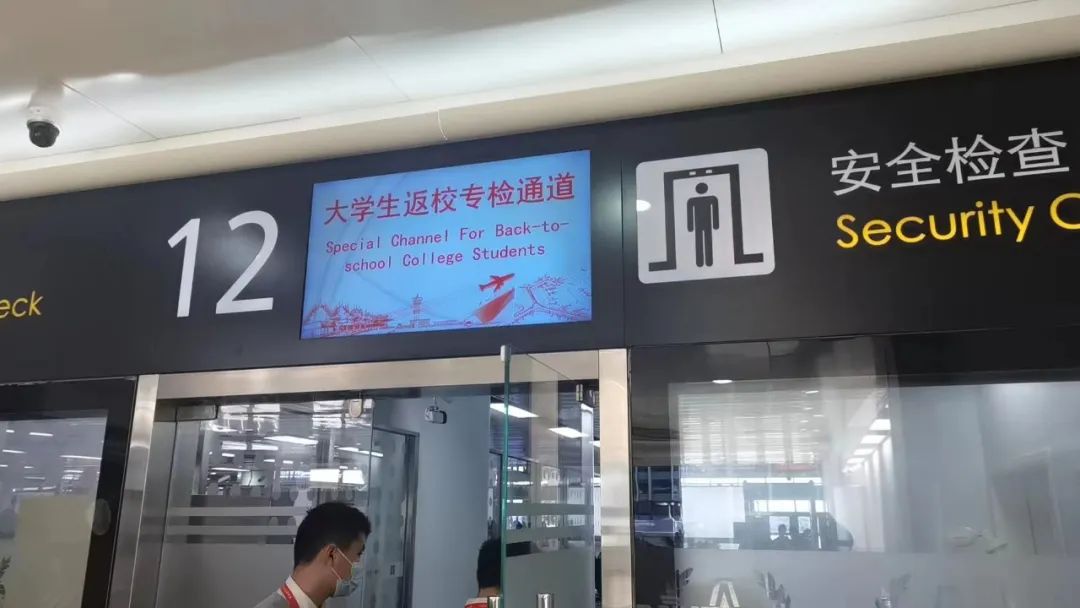 eck
12
大学生返校专检通道
Special Channel For Back-to-
school College Students
安全检查
Security C